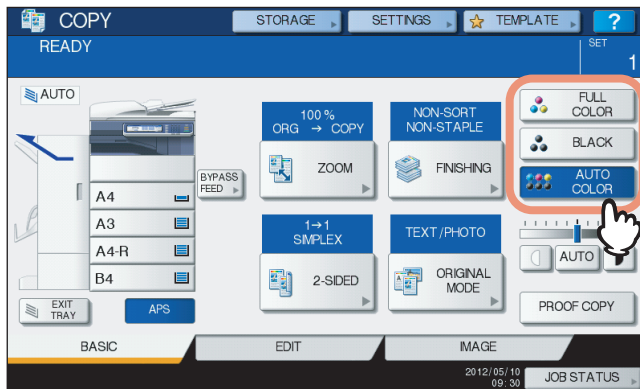 COPY
STORAGE
SETTINGS
TEMPLATE
?
READY
SET
1
AUTO
100 %
ORG → COPY
ZOOM
NON-SORT
NON-STAPLE
FINISHING
FULL
COLOR
BLACK
AUTO
COLOR
BYPASS
FEED
A4
A3
A4-R
B4
1→1
SIMPLEX
2-SIDED
TEXT/PHOTO
ORIGINAL
MODE
AUTO
EXIT
TRAY
APS
PROOF COPY
BASIC
EDIT
IMAGE
2012/05/10
09:30
JOB STATUS